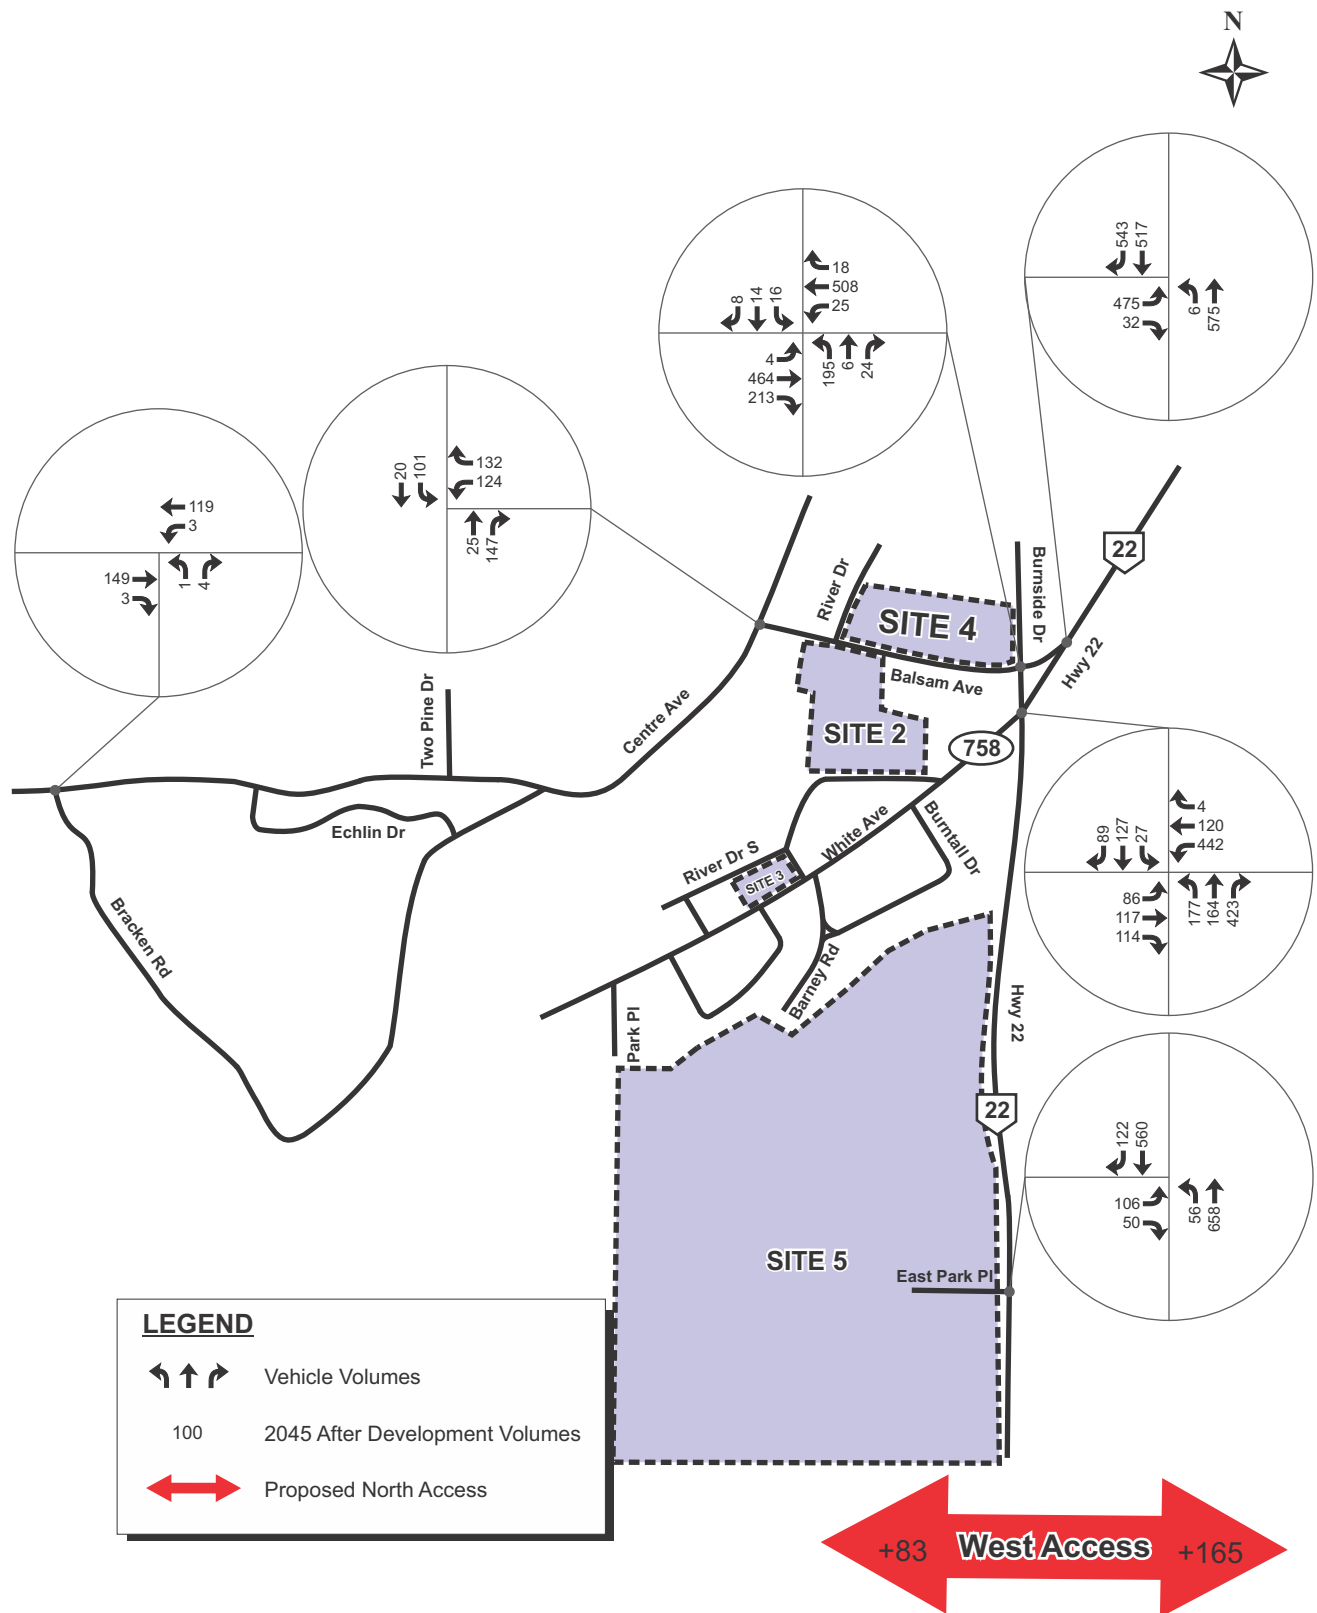 N
543
517
475
32
6
575
18
508
25
8
14
16
4
464
213
195
6
24
20
101
132
124
25
147
119
3
149
3
1
4
22
River Dr
SITE 4
Burnside Dr
Hwy 22
Balsam Ave
Two Pine Dr
Centre Ave
SITE 2
758
Echlin Dr
River Dr S
SITE 3
White Ave
Burntall Dr
Bracken Rd
Barney Rd
Park Pl
Hwy 22
22
4
120
442
89
127
27
86
117
114
177
164
423
122
560
106
50
56
658
SITE 5
East Park Pl
LEGEND
Vehicle Volumes
100 2045 After Development Volumes
Proposed North Access
+83 West Access +165